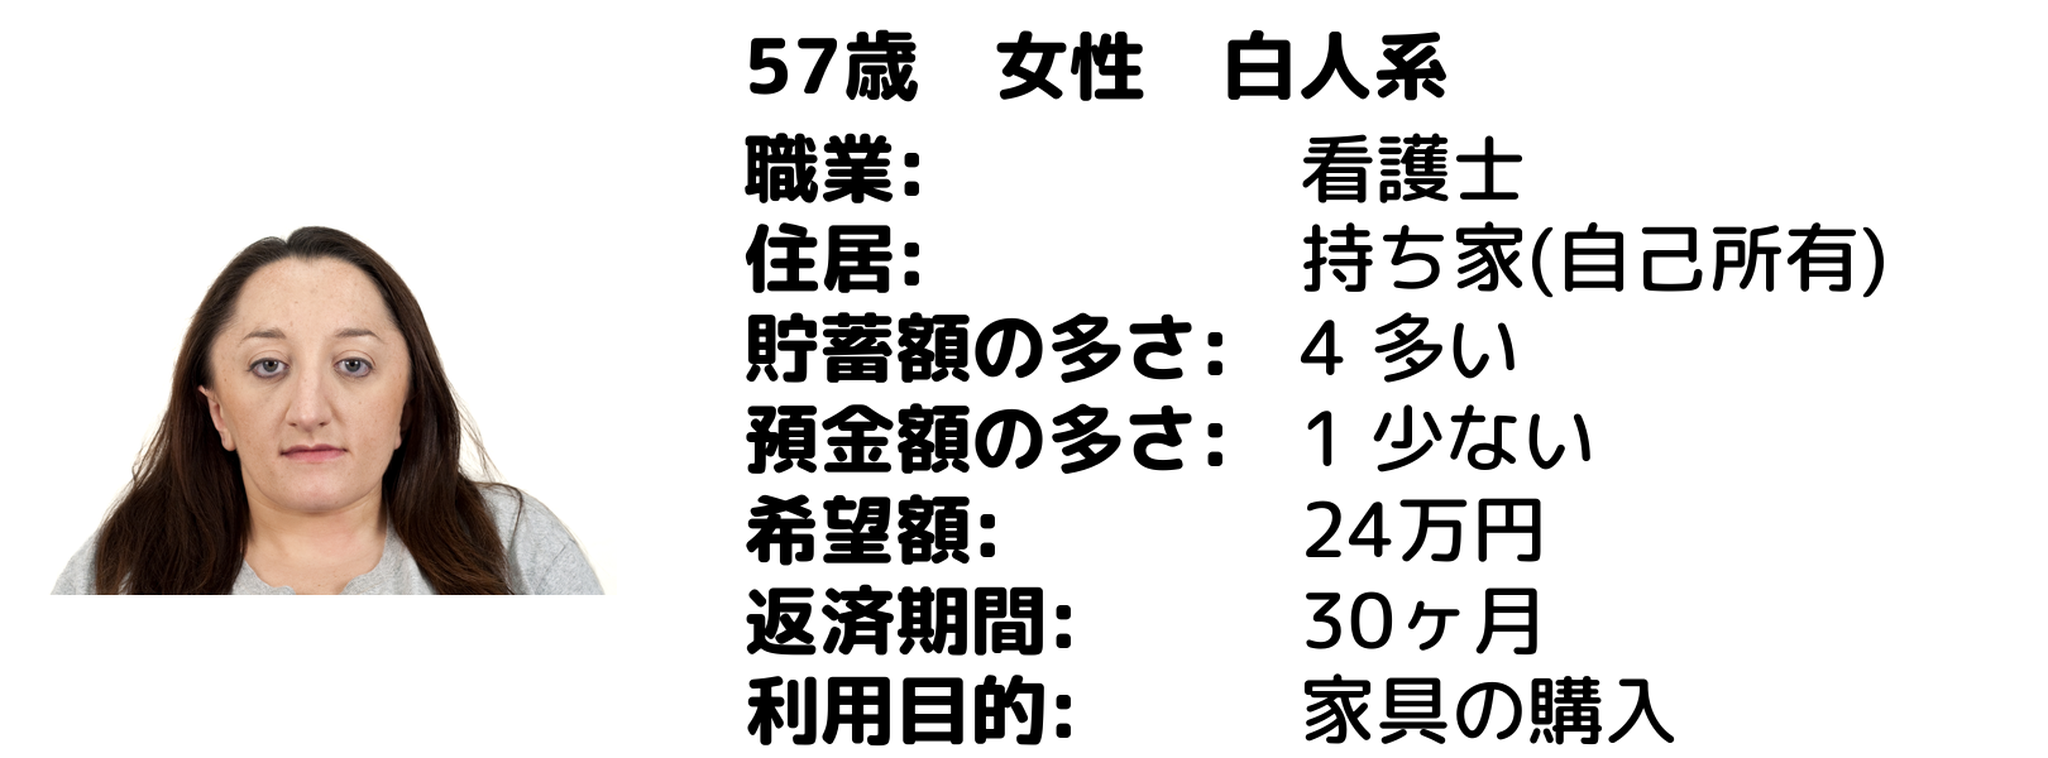 57歳　女性　白人系
職業: 看護士
住居: 持ち家(自己所有)
貯蓄額の多さ: 4 多い
預金額の多さ: 1 少ない
希望額: 24万円
返済期間: 30ヶ月
利用目的: 家具の購入